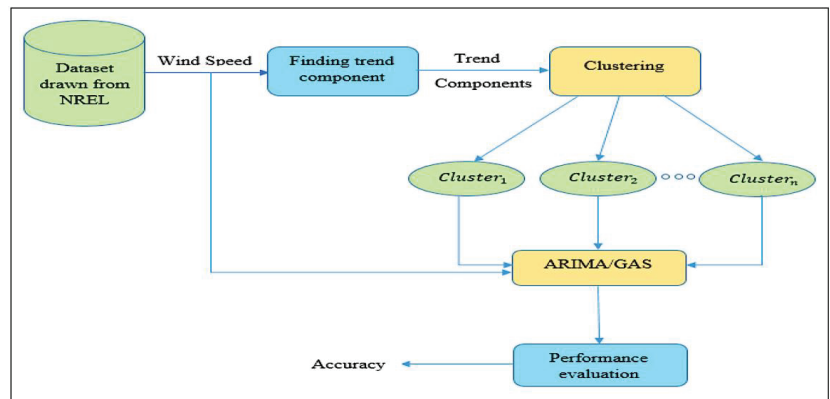 Dataset
drawn from
NREL
Wind Speed
Finding trend
component
Trend
Components
Clustering
Cluster₁
Cluster₂
Clusterₙ
ARIMA/GAS
Performance
evaluation
Accuracy